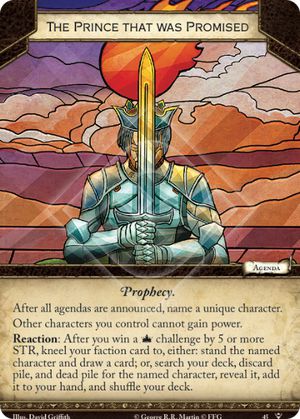 THE PRINCE THAT WAS PROMISED
AGENDA
Prophecy.
After all agendas are announced, name a unique character.
Other characters you control cannot gain power.
Reaction: After you win a challenge by 5 or more
STR, kneel your faction card to, either: stand the named
character and draw a card; or, search your deck, discard
pile, and dead pile for the named character, reveal it, add
it to your hand, and shuffle your deck.
Illus. David Griffith
© George R.R. Martin © FFG
45